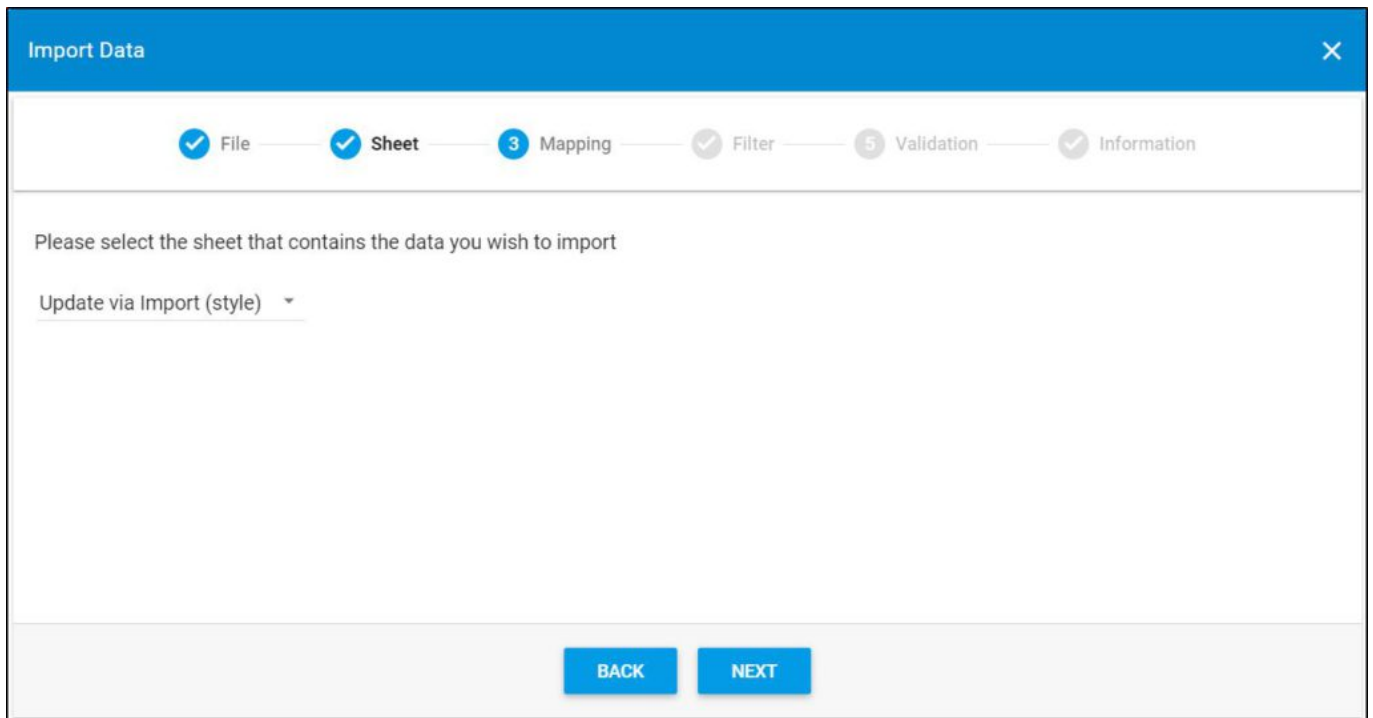 Import Data
File Sheet 3 Mapping Filter 5 Validation Information
Please select the sheet that contains the data you wish to import
Update via Import (style)
BACK NEXT